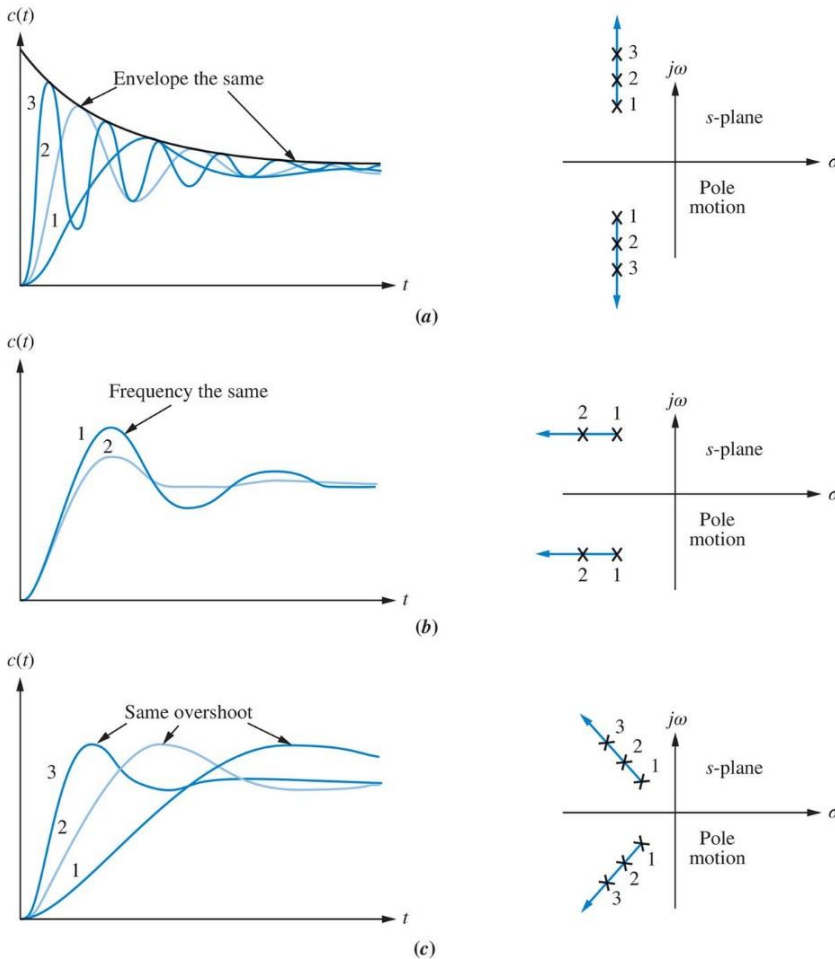 c(t)
Envelope the same
3
2
1
t
jω
3
2
1
s-plane
σ
Pole
motion
1
2
3
(a)
c(t)
Frequency the same
1
2
t
jω
2 1
s-plane
σ
Pole
motion
2 1
(b)
c(t)
Same overshoot
3
2
1
t
jω
3
2
1
s-plane
σ
Pole
motion
1
2
3
(c)